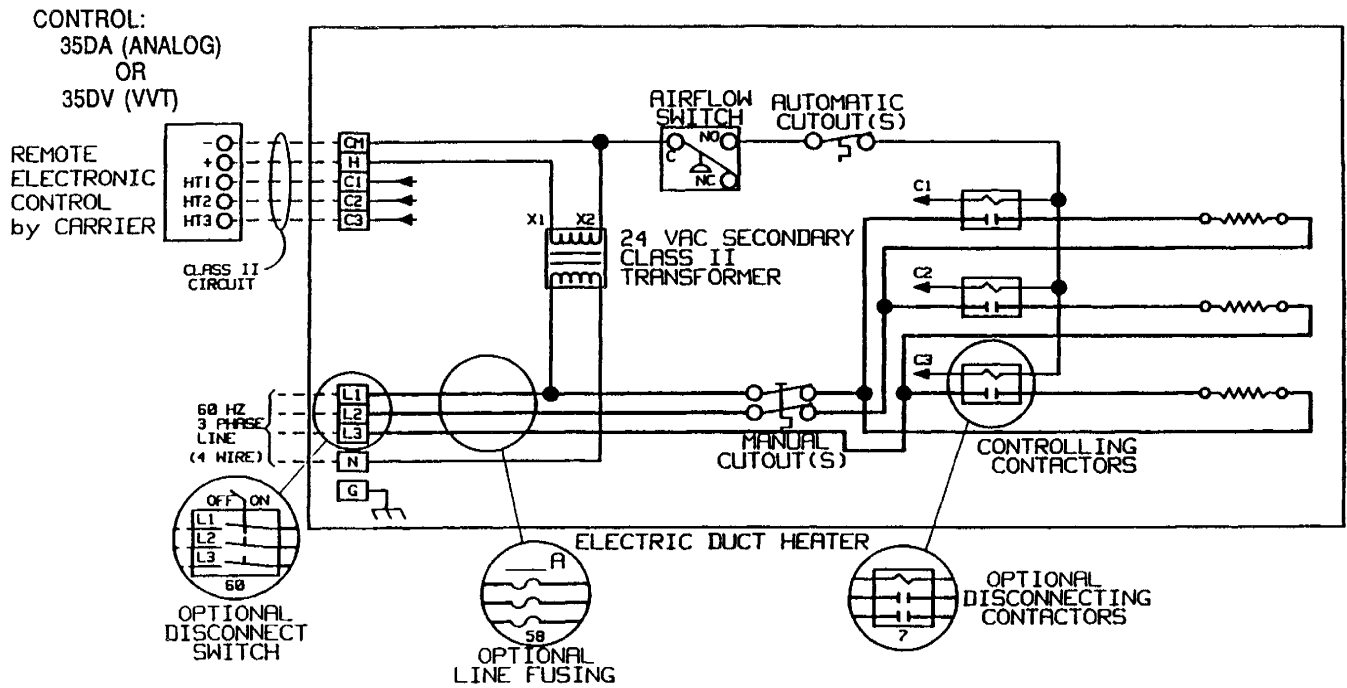 CONTROL:
35DA (ANALOG)
OR
35DV (VVT)
REMOTE
ELECTRONIC
CONTROL
by CARRIER
-
+
HT1
HT2
HT3
CLASS II
CIRCUIT
CM
H
C1
C2
C3
AIRFLOW
SWITCH
C
NO
NC
AUTOMATIC
CUTOUT(S)
X1
X2
24 VAC SECONDARY
CLASS II
TRANSFORMER
C1
C2
C3
60 HZ
3 PHASE
LINE
(4 WIRE)
L1
L2
L3
N
G
MANUAL
CUTOUT(S)
CONTROLLING
CONTACTORS
ELECTRIC DUCT HEATER
OFF ON
L1
L2
L3
60
OPTIONAL
DISCONNECT
SWITCH
___A
58
OPTIONAL
LINE FUSING
7
OPTIONAL
DISCONNECTING
CONTACTORS